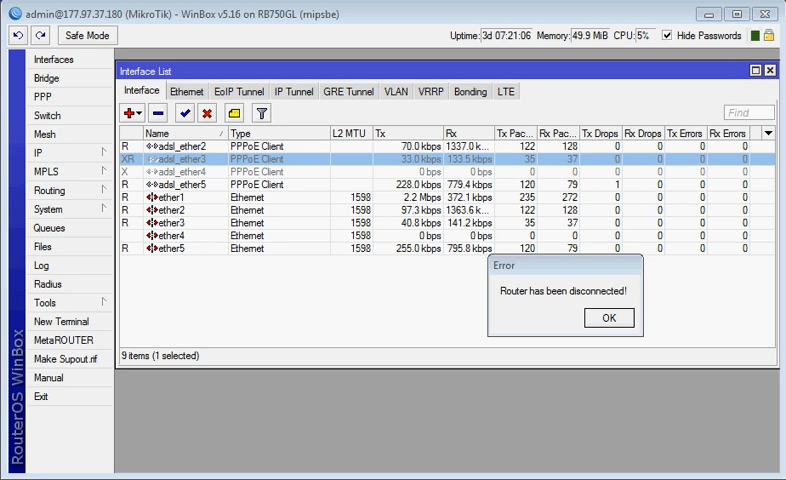 admin@177.97.37.180 (MikroTik) - WinBox v5.16 on RB750GL (mipsbe)
Safe Mode Uptime: 3d 07:21:06 Memory: 49.9 MiB CPU: 5% Hide Passwords
Interfaces
Bridge
PPP
Switch
Mesh
IP
MPLS
Routing
System
Queues
Files
Log
Radius
Tools
New Terminal
MetaROUTER
Make Supout.rif
Manual
Exit
RouterOS WinBox
Interface List
Interface Ethernet EoIP Tunnel IP Tunnel GRE Tunnel VLAN VRRP Bonding LTE
Find
Name Type L2 MTU Tx Rx Tx Pac... Rx Pac... Tx Drops Rx Drops Tx Errors Rx Errors
R adsl_ether2 PPPoE Client 70.0 kbps 1337.0 k... 122 128 0 0 0 0
XR adsl_ether3 PPPoE Client 33.0 kbps 133.5 kbps 35 37 0 0 0 0
X adsl_ether4 PPPoE Client 0 bps 0 bps 0 0 0 0 0 0
R adsl_ether5 PPPoE Client 228.0 kbps 779.4 kbps 120 79 1 0 0 0
R ether1 Ethernet 1598 2.2 Mbps 372.1 kbps 235 272 0 0 0 0
R ether2 Ethernet 1598 97.3 kbps 1363.6 k... 122 128 0 0 0 0
R ether3 Ethernet 1598 40.8 kbps 141.2 kbps 35 37 0 0 0 0
ether4 Ethernet 1598 0 bps 0 bps 0 0 0 0 0 0
R ether5 Ethernet 1598 255.0 kbps 795.8 kbps 120 79 0 0 0 0
Error
Router has been disconnected!
OK
9 items (1 selected)